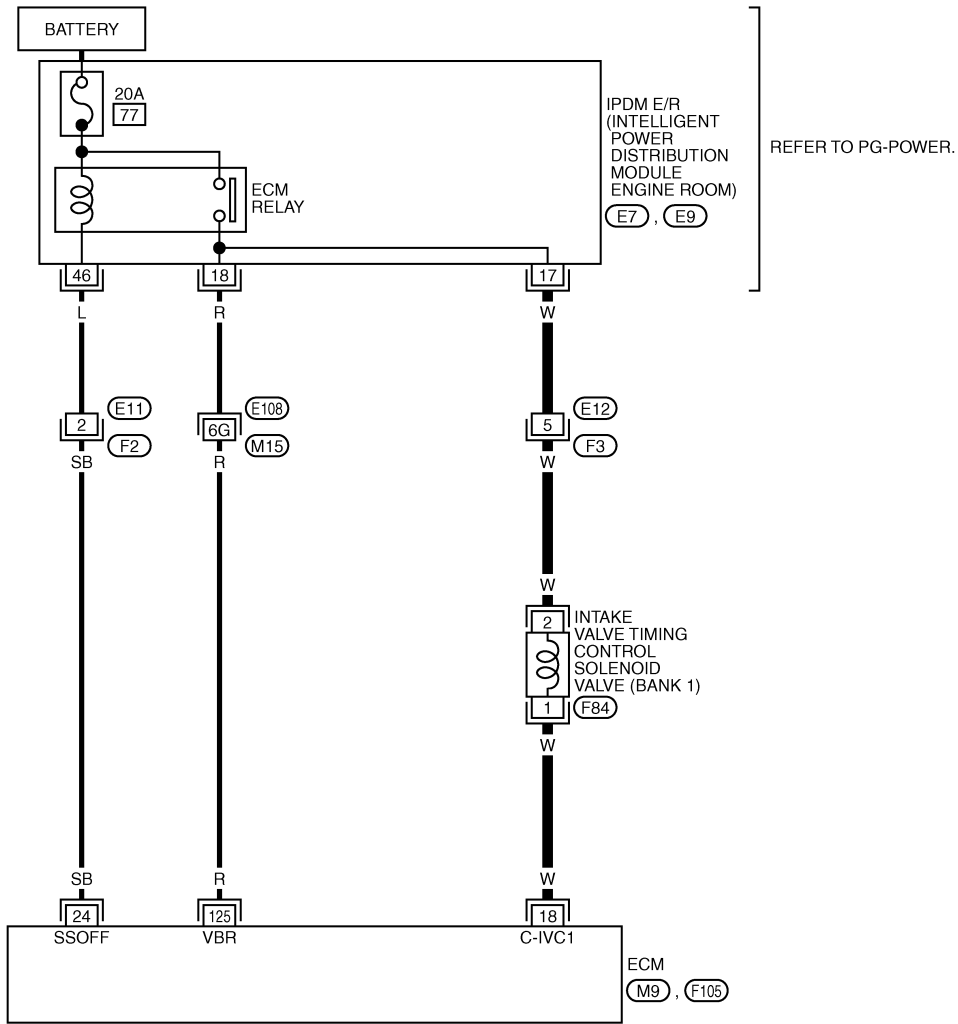 BATTERY
20A
77
IPDM E/R
(INTELLIGENT
POWER
DISTRIBUTION
MODULE
ENGINE ROOM)
E7 , E9
REFER TO PG-POWER.
ECM
RELAY
46
18
17
L
R
W
2
E11
F2
6G
E108
M15
5
E12
F3
SB
R
W
W
2
INTAKE
VALVE TIMING
CONTROL
SOLENOID
VALVE (BANK 1)
1
F84
W
SB
R
W
24
125
18
SSOFF
VBR
C-IVC1
ECM
M9 , F105